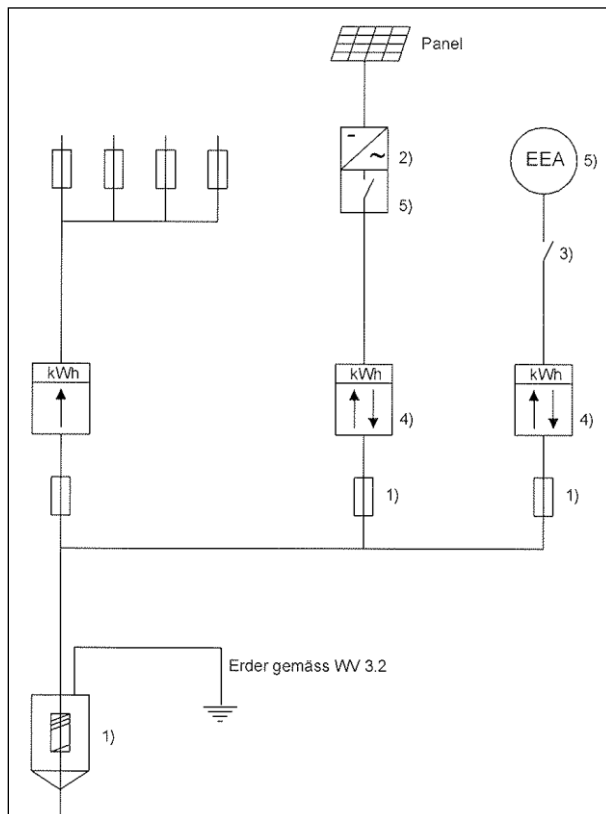 Panel
2)
EEA 5)
5)
3)
kWh
kWh
kWh
4)
4)
1)
1)
Erder gemäss WV 3.2
1)